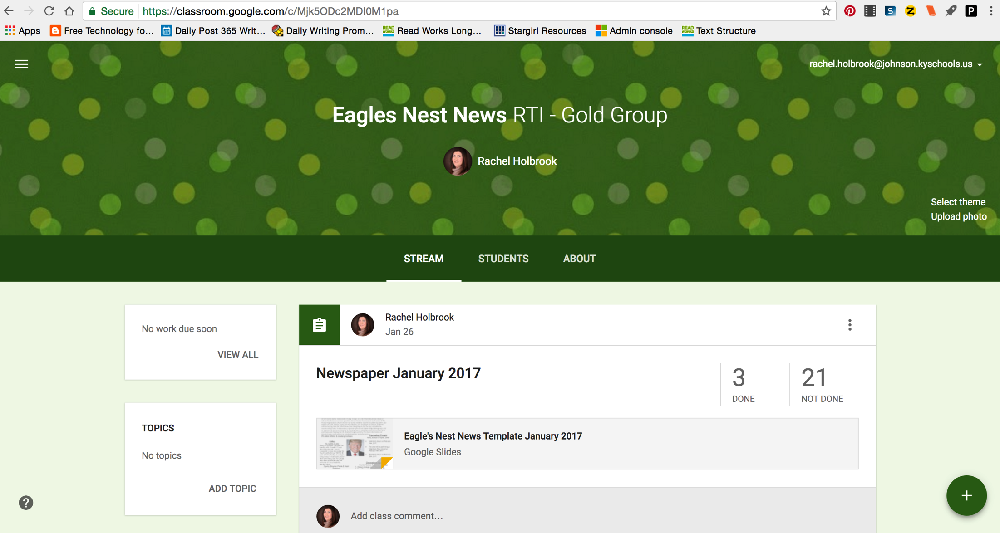 Secure https://classroom.google.com/c/Mjk5ODc2MDI0M1pa
Apps Free Technology fo... Daily Post 365 Writ... Daily Writing Prom... READ WORKS Read Works Long... Stargirl Resources Admin console READ WORKS Text Structure
rachel.holbrook@johnson.kyschools.us
Eagles Nest News RTI - Gold Group
Rachel Holbrook
Select theme
Upload photo
STREAM STUDENTS ABOUT
No work due soon
VIEW ALL
TOPICS
No topics
ADD TOPIC
Rachel Holbrook
Jan 26
Newspaper January 2017
3
DONE
21
NOT DONE
Eagle's Nest News Template January 2017
Google Slides
Add class comment...